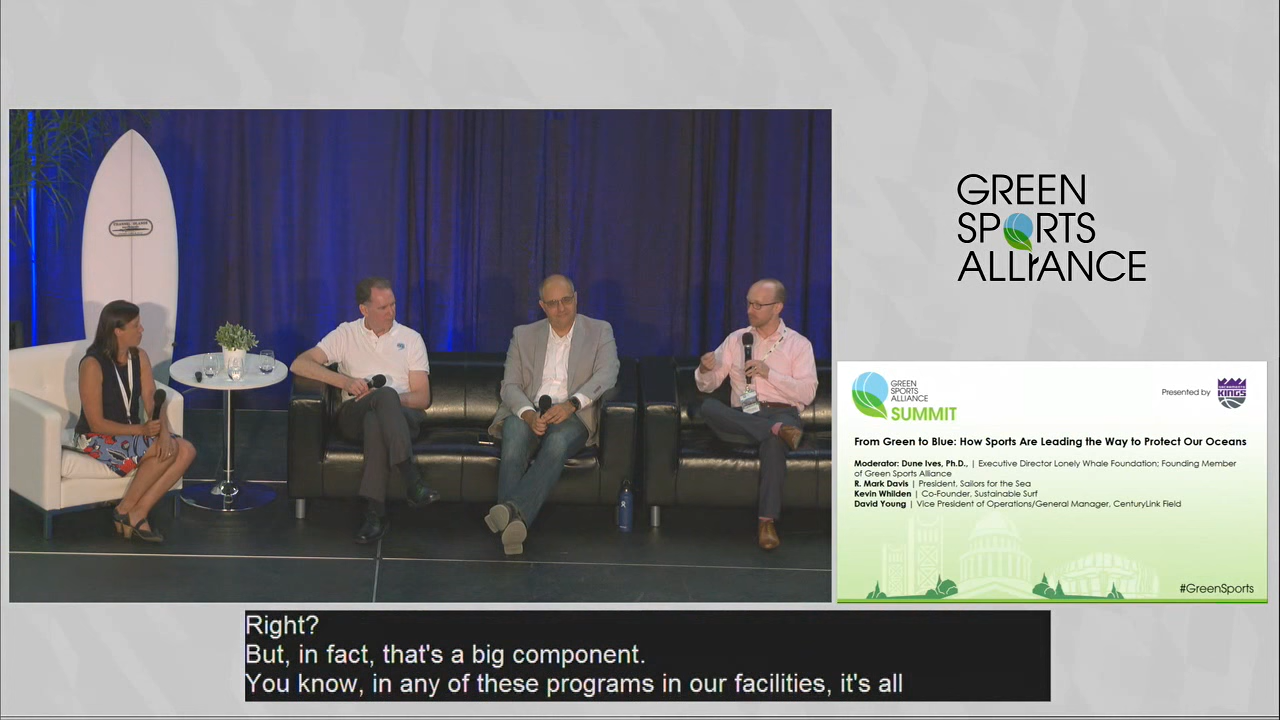 GREEN
SPORTS
ALLIANCE
GREEN
SPORTS
ALLIANCE
SUMMIT
Presented by
SACRAMENTO
KINGS
From Green to Blue: How Sports Are Leading the Way to Protect Our Oceans
Moderator: Dune Ives, Ph.D., | Executive Director Lonely Whale Foundation; Founding Member
of Green Sports Alliance
R. Mark Davis | President, Sailors for the Sea
Kevin Whilden | Co-Founder, Sustainable Surf
David Young | Vice President of Operations/General Manager, CenturyLink Field
#GreenSports
Right?
But, in fact, that's a big component.
You know, in any of these programs in our facilities, it's all